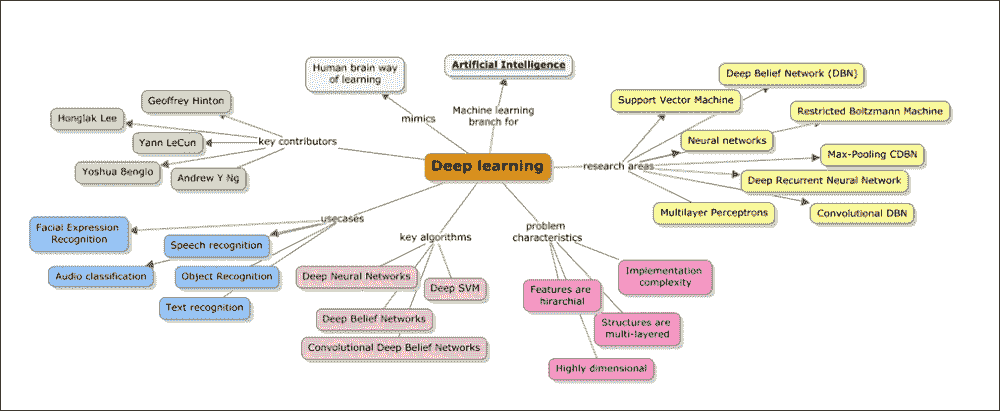 Human brain way
of learning
Artificial Intelligence
Deep Belief Network (DBN)
Geoffrey Hinton
Support Vector Machine
Honglak Lee
mimics
Machine learning
branch for
Restricted Boltzmann Machine
Yann LeCun
key contributors
Neural networks
Max-Pooling CDBN
Yoshua Bengio
Andrew Y Ng
Deep learning
research areas
Deep Recurrent Neural Network
Multilayer Perceptrons
Convolutional DBN
usecases
Facial Expression
Recognition
Speech recognition
key algorithms
problem
characteristics
Audio classification
Object Recognition
Deep Neural Networks
Deep SVM
Features are
hirarchial
Implementation
complexity
Text recognition
Deep Belief Networks
Structures are
multi-layered
Convolutional Deep Belief Networks
Highly dimensional